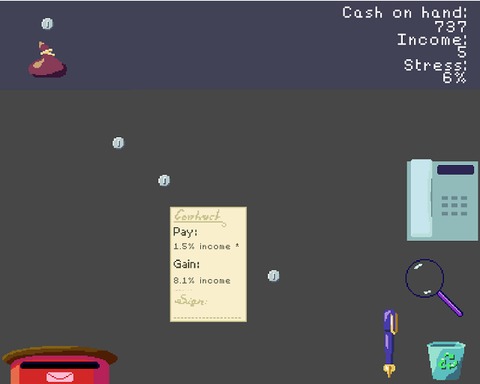 Cash on hand:
737
Income:
5
Stress:
6%
Contract
Pay:
1.5% income *
Gain:
8.1% income
Sign: